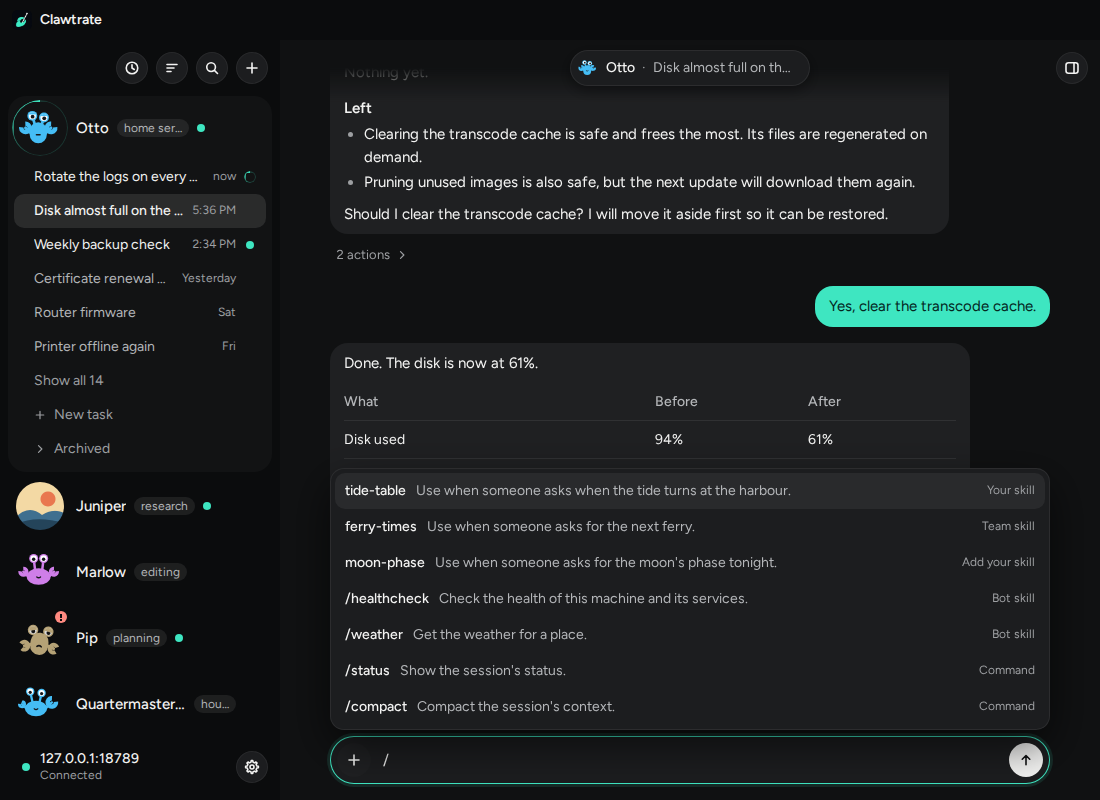 Clawtrate
Otto home ser...
Rotate the logs on every ... now
Disk almost full on the ... 5:36 PM
Weekly backup check 2:34 PM
Certificate renewal ... Yesterday
Router firmware Sat
Printer offline again Fri
Show all 14
+ New task
> Archived
Juniper research
Marlow editing
! Pip planning
Quartermaster... hou...
127.0.0.1:18789
Connected
Otto · Disk almost full on th...
Nothing yet.
Left
• Clearing the transcode cache is safe and frees the most. Its files are regenerated on
demand.
• Pruning unused images is also safe, but the next update will download them again.
Should I clear the transcode cache? I will move it aside first so it can be restored.
2 actions >
Yes, clear the transcode cache.
Done. The disk is now at 61%.
What Before After
Disk used 94% 61%
tide-table Use when someone asks when the tide turns at the harbour. Your skill
ferry-times Use when someone asks for the next ferry. Team skill
moon-phase Use when someone asks for the moon's phase tonight. Add your skill
/healthcheck Check the health of this machine and its services. Bot skill
/weather Get the weather for a place. Bot skill
/status Show the session's status. Command
/compact Compact the session's context. Command
+ /